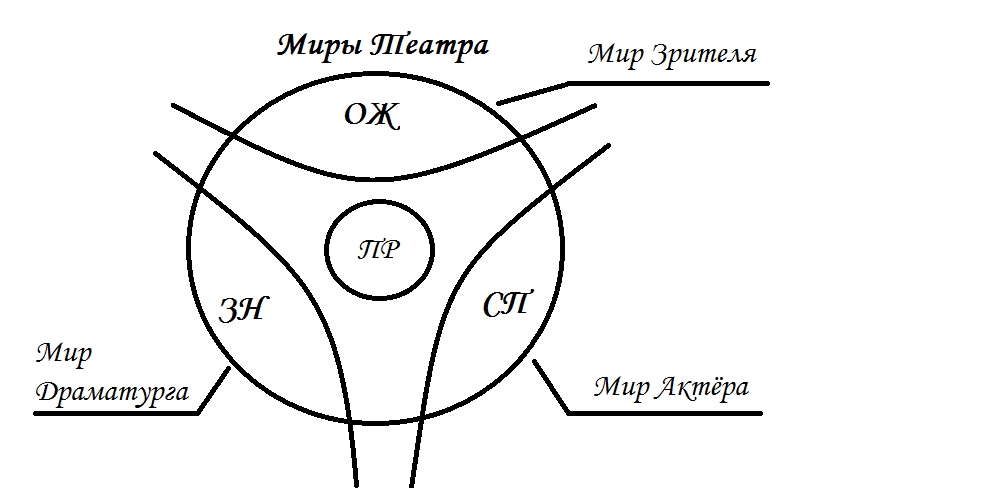 Миры Театра
Мир Зрителя
ОЖ
ПР
ЗН
СП
Мир
Драматурга
Мир Актёра